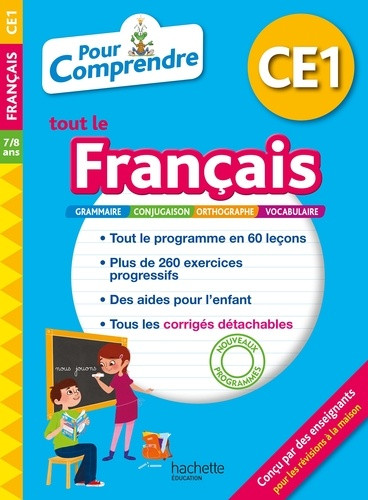 FRANÇAIS CE1
7/8
ans
Pour
Comprendre
CE1
tout le
Français
GRAMMAIRE CONJUGAISON ORTHOGRAPHE VOCABULAIRE
• Tout le programme en 60 leçons
• Plus de 260 exercices
progressifs
• Des aides pour l'enfant
• Tous les corrigés détachables
NOUVEAUX
PROGRAMMES
nous jouons
hachette
ÉDUCATION
Conçu par des enseignants
pour les révisions à la maison